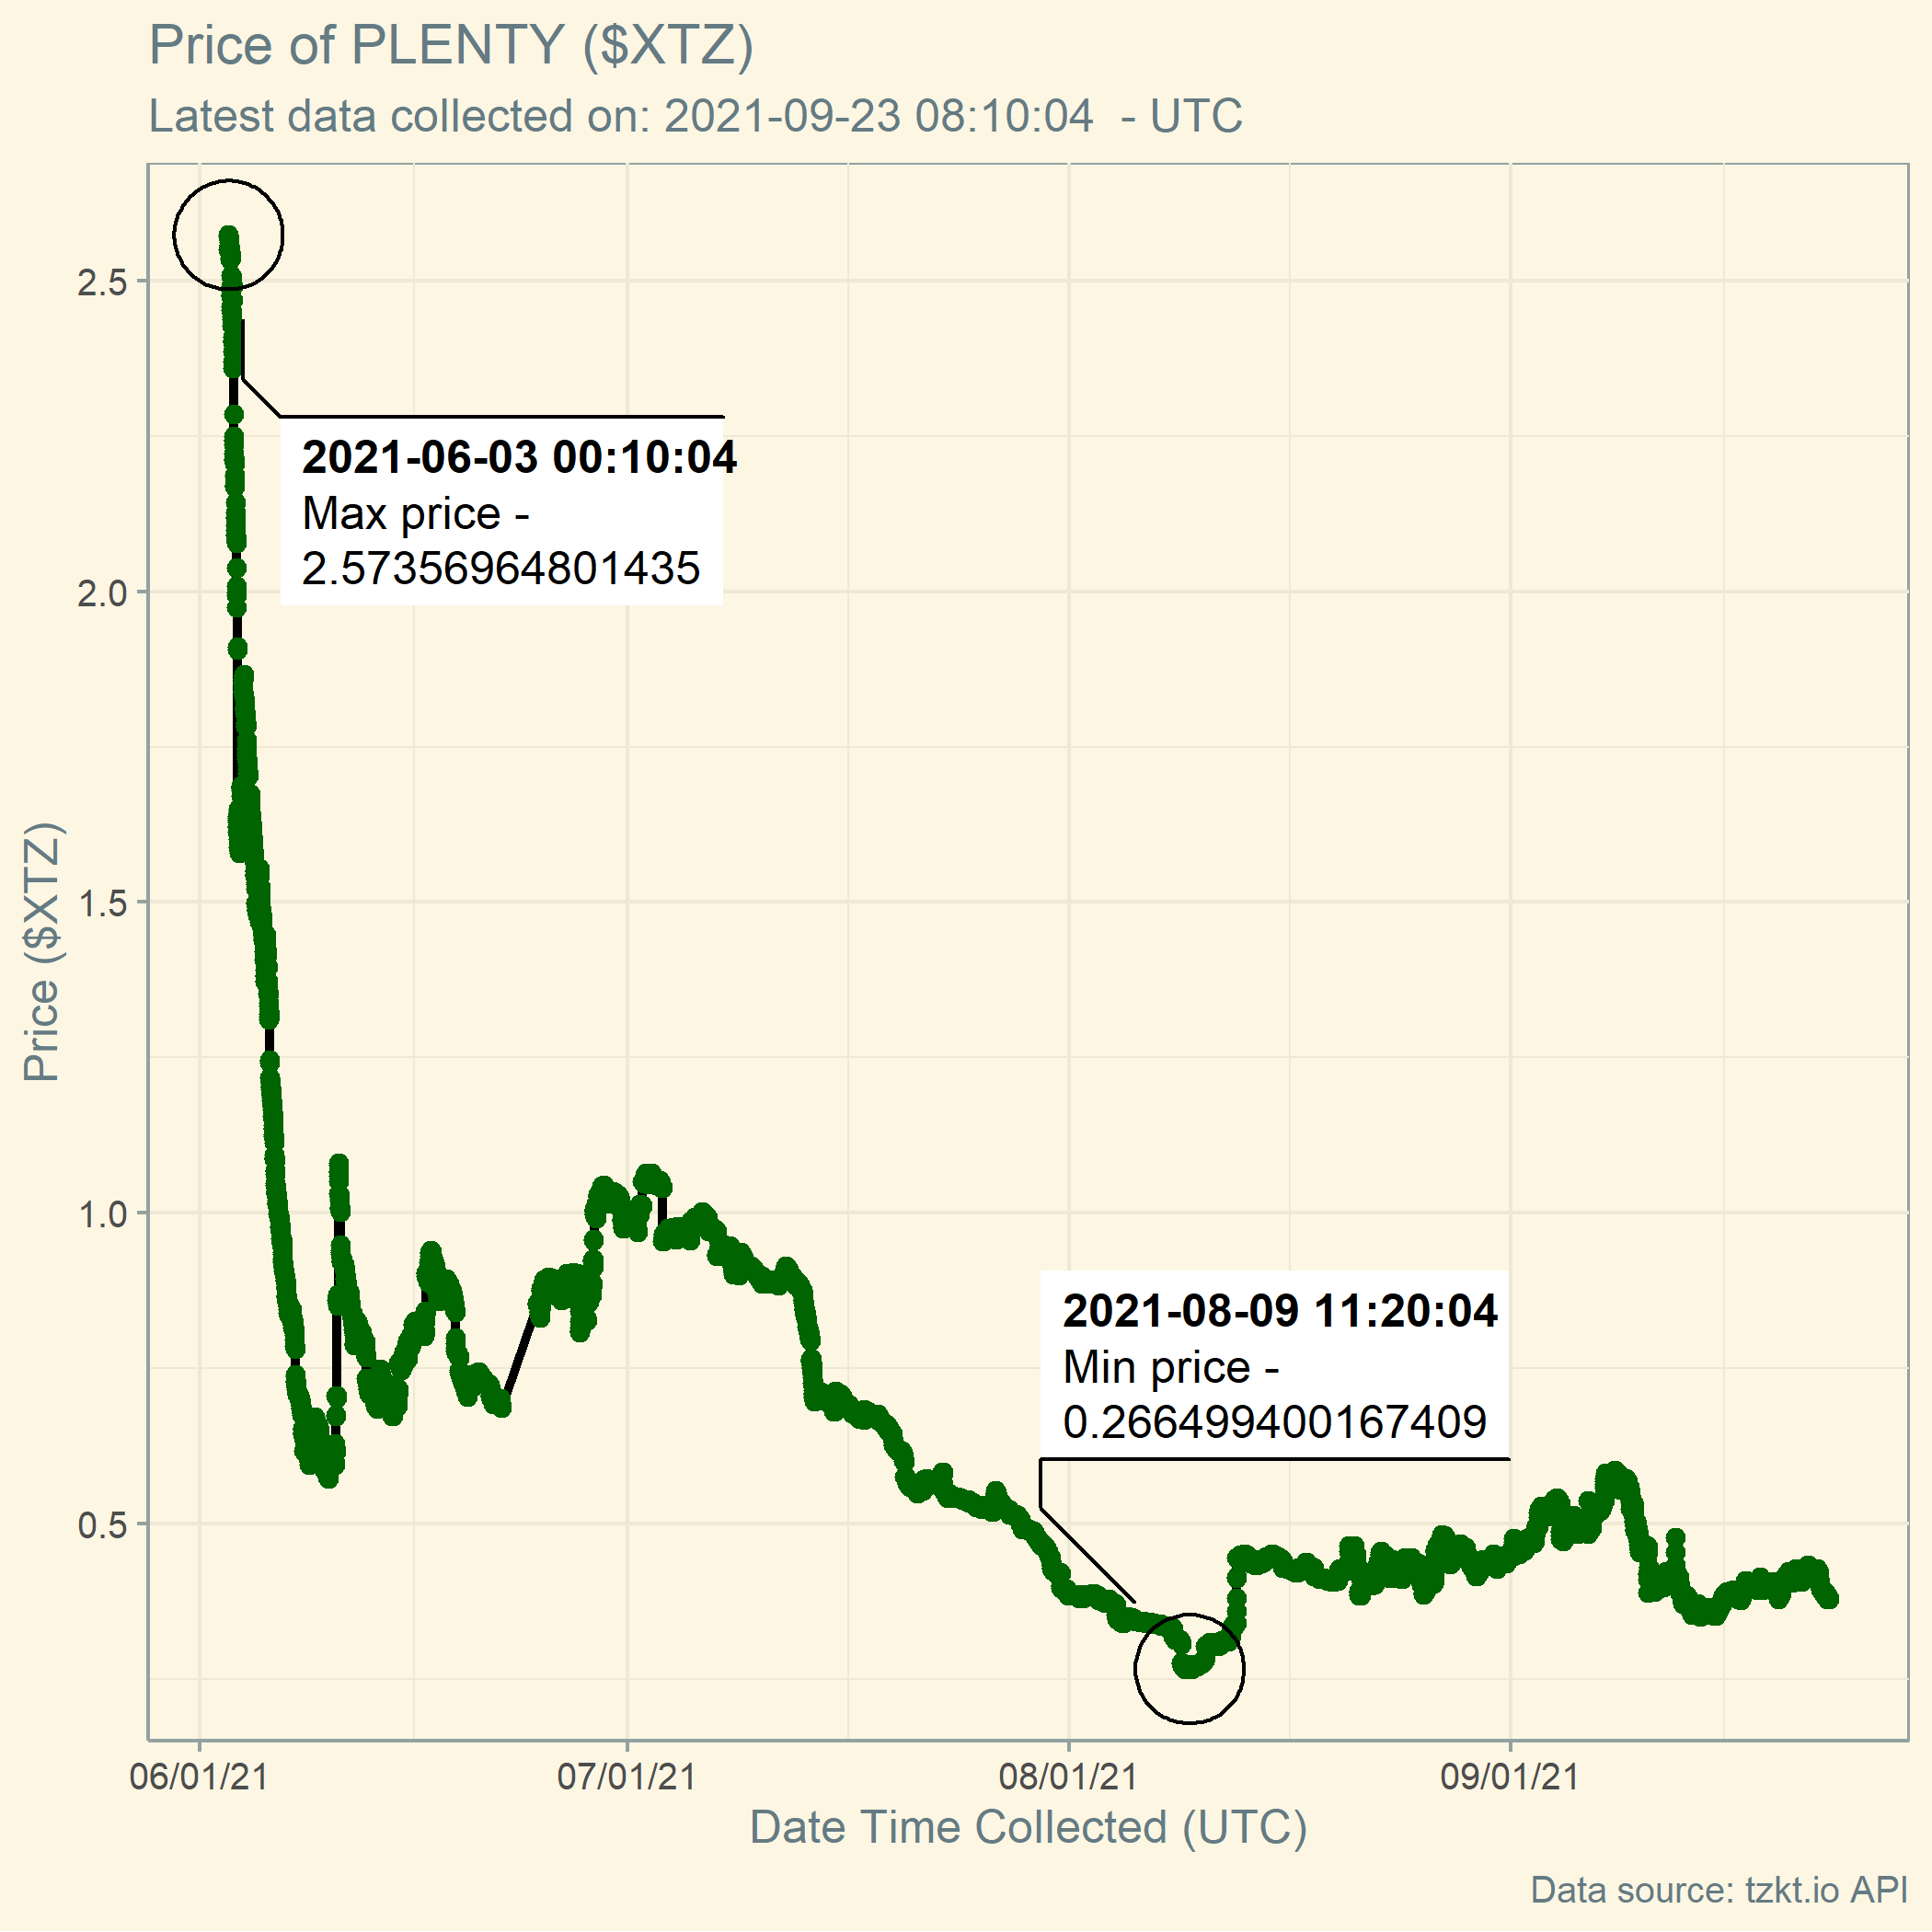 Price of PLENTY ($XTZ)
Latest data collected on: 2021-09-23 08:10:04  - UTC
2.5
2.0
1.5
1.0
0.5
Price ($XTZ)
2021-06-03 00:10:04
Max price -
2.57356964801435
2021-08-09 11:20:04
Min price -
0.266499400167409
06/01/21 07/01/21 08/01/21 09/01/21
Date Time Collected (UTC)
Data source: tzkt.io API